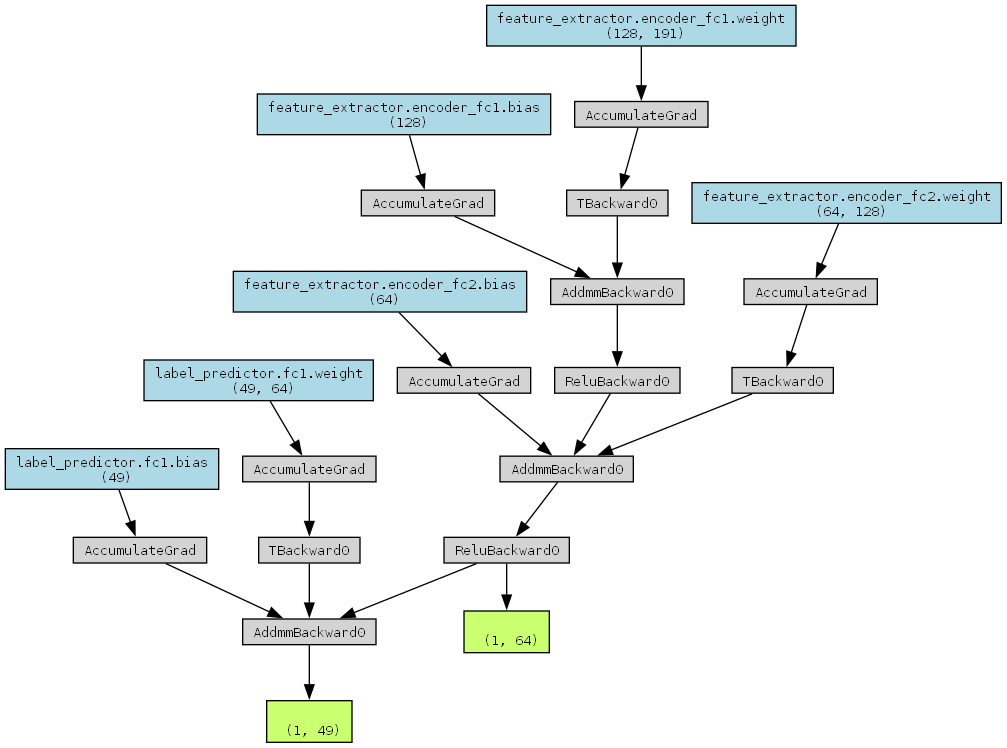 feature_extractor.encoder_fc1.weight
(128, 191)
feature_extractor.encoder_fc1.bias
(128)
AccumulateGrad
AccumulateGrad
TBackward0
feature_extractor.encoder_fc2.weight
(64, 128)
feature_extractor.encoder_fc2.bias
(64)
AddmmBackward0
AccumulateGrad
label_predictor.fc1.weight
(49, 64)
AccumulateGrad
ReluBackward0
TBackward0
label_predictor.fc1.bias
(49)
AccumulateGrad
AddmmBackward0
AccumulateGrad
TBackward0
ReluBackward0
AddmmBackward0
(1, 64)
(1, 49)